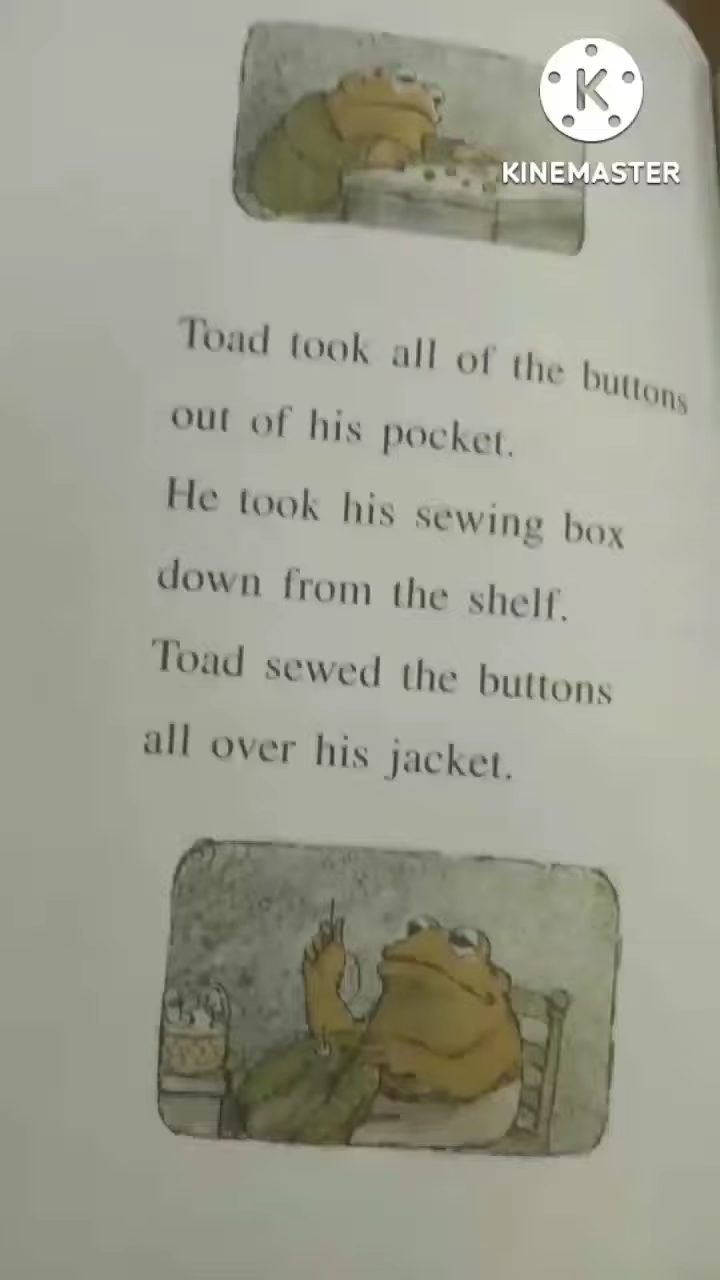 K
KINEMASTER
Toad took all of the buttons
out of his pocket.
He took his sewing box
down from the shelf.
Toad sewed the buttons
all over his jacket.